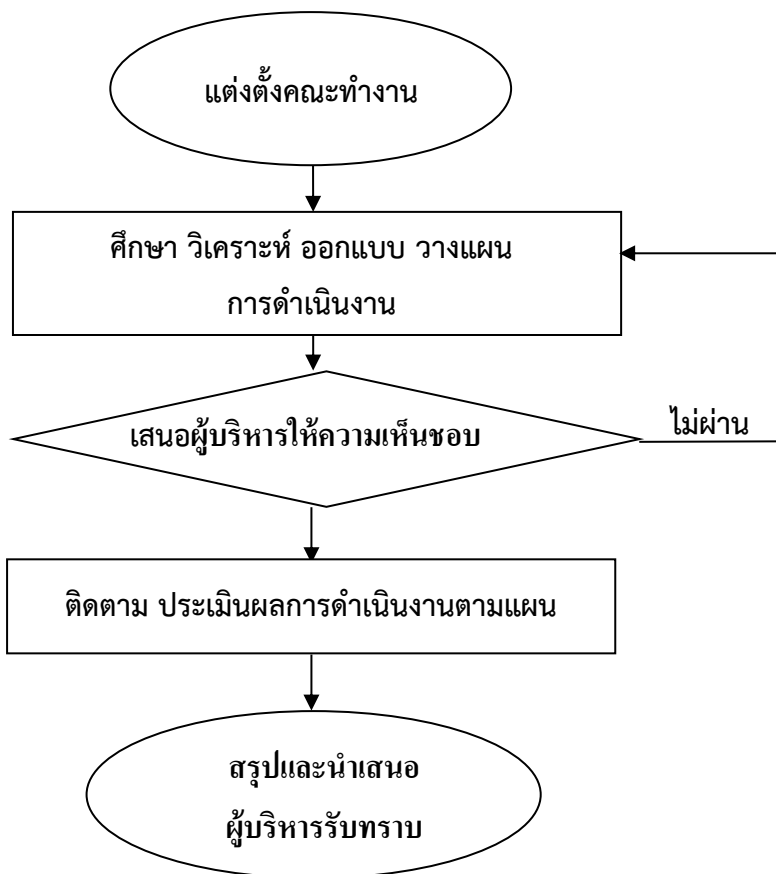 แต่งตั้งคณะทำงาน
ศึกษา วิเคราะห์ ออกแบบ วางแผน
การดำเนินงาน
เสนอผู้บริหารให้ความเห็นชอบ
ไม่ผ่าน
ติดตาม ประเมินผลการดำเนินงานตามแผน
สรุปและนำเสนอ
ผู้บริหารรับทราบ